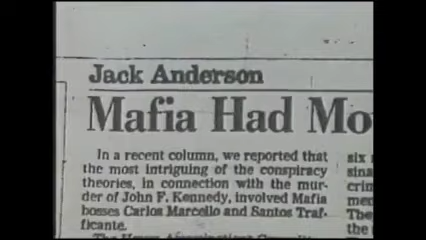 Jack Anderson
Mafia Had Mo
In a recent column, we reported that
the most intriguing of the conspiracy
theories, in connection with the mur-
der of John F. Kennedy, involved Mafia
bosses Carlos Marcello and Santos Traf-
ficante.
six
sina
crim
med
The
the